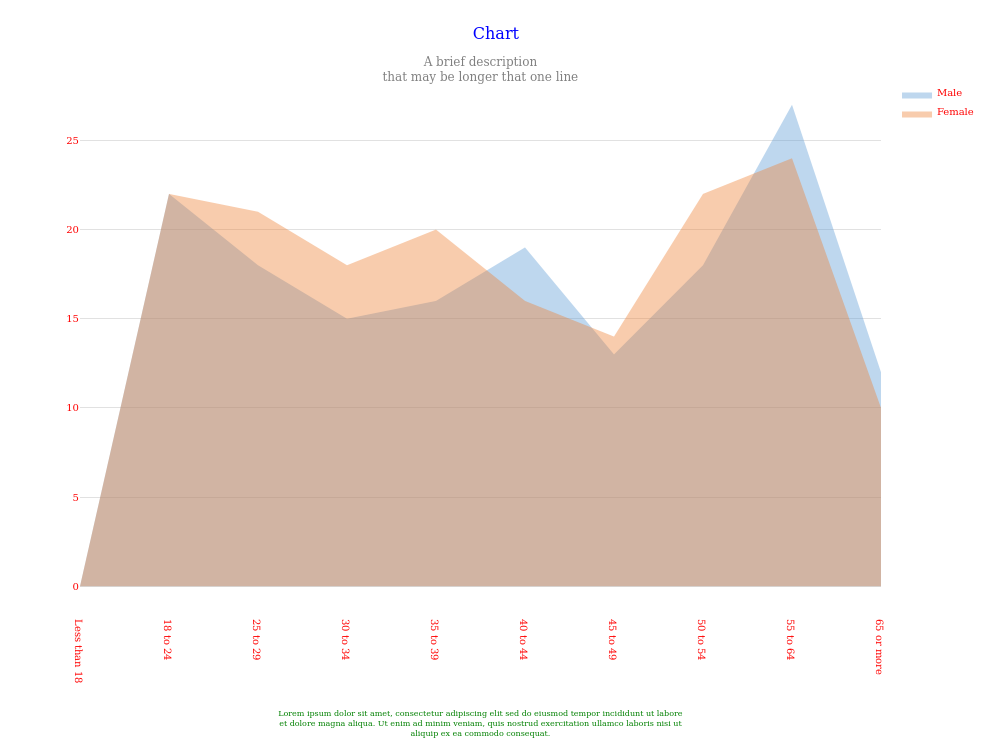 Chart
A brief description
that may be longer that one line
Male
Female
25
20
15
10
5
0
Less than 18
18 to 24
25 to 29
30 to 34
35 to 39
40 to 44
45 to 49
50 to 54
55 to 64
65 or more
Lorem ipsum dolor sit amet, consectetur adipiscing elit sed do eiusmod tempor incididunt ut labore
et dolore magna aliqua. Ut enim ad minim veniam, quis nostrud exercitation ullamco laboris nisi ut
aliquip ex ea commodo consequat.